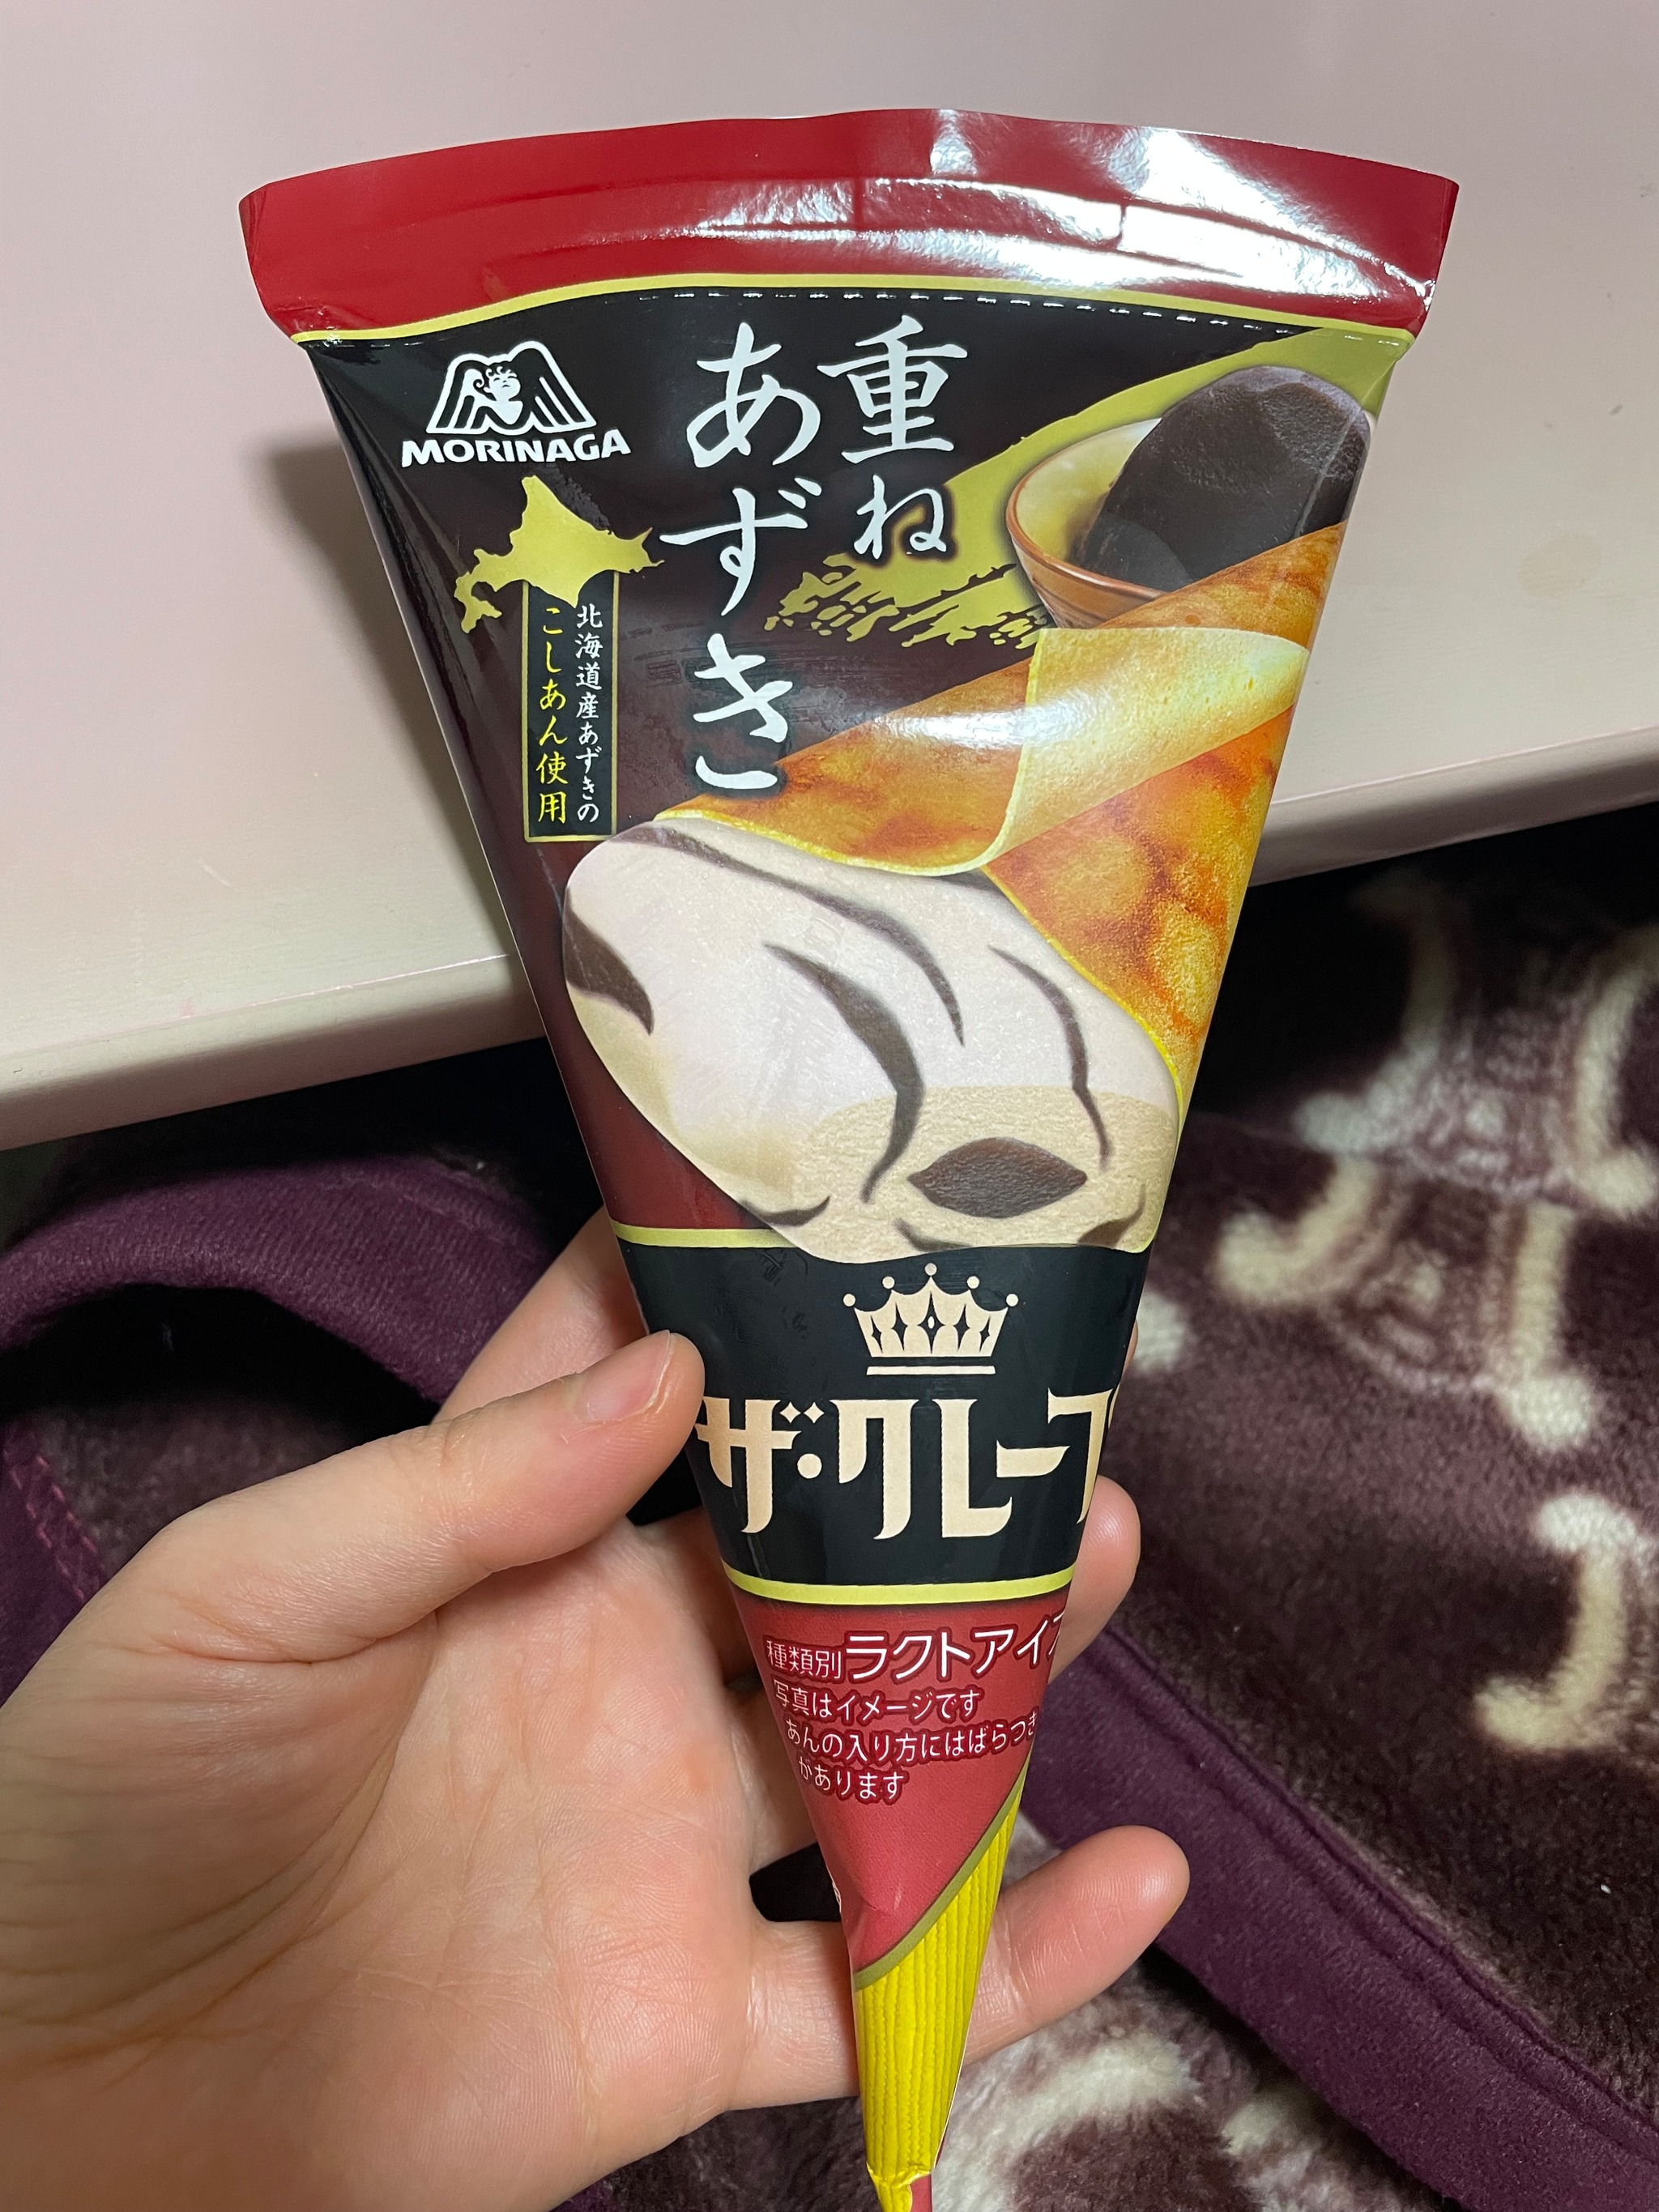 MORINAGA
重ね
あずき
北海道産あずきの
こしあん使用
ザ・クレープ
種類別ラクトアイス
写真はイメージです
あんの入り方にはばらつき
があります